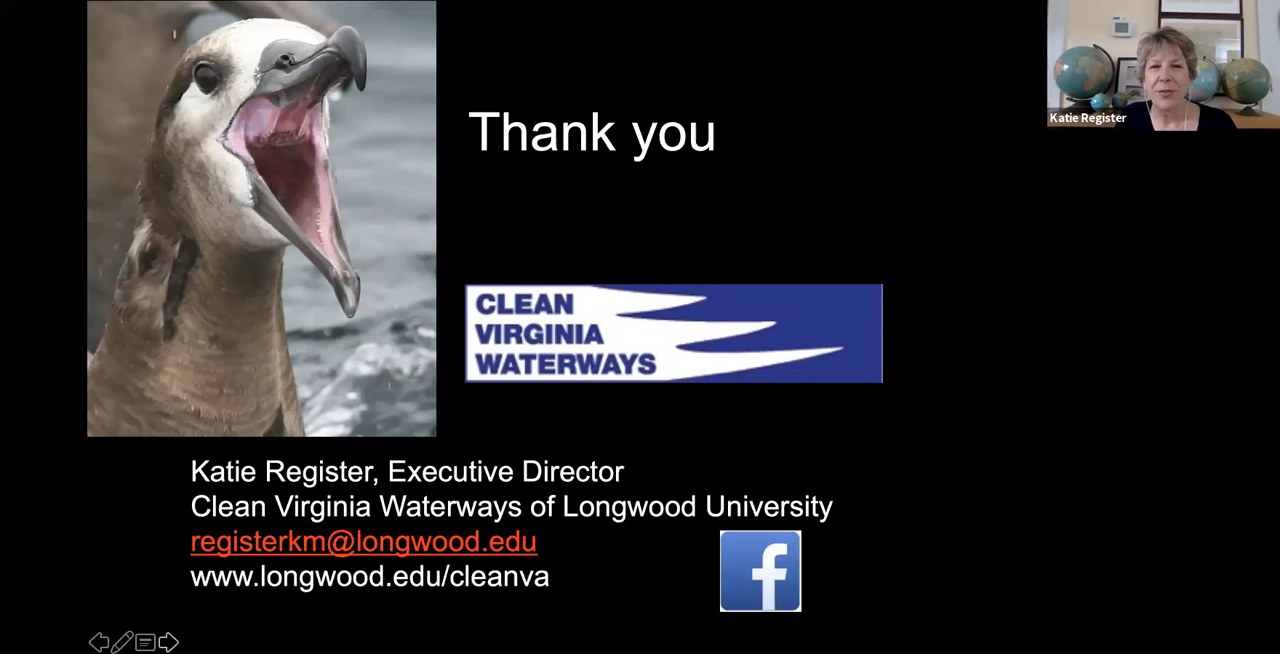 Katie Register
Thank you
CLEAN
VIRGINIA
WATERWAYS
Katie Register, Executive Director
Clean Virginia Waterways of Longwood University
registerkm@longwood.edu
www.longwood.edu/cleanva
f